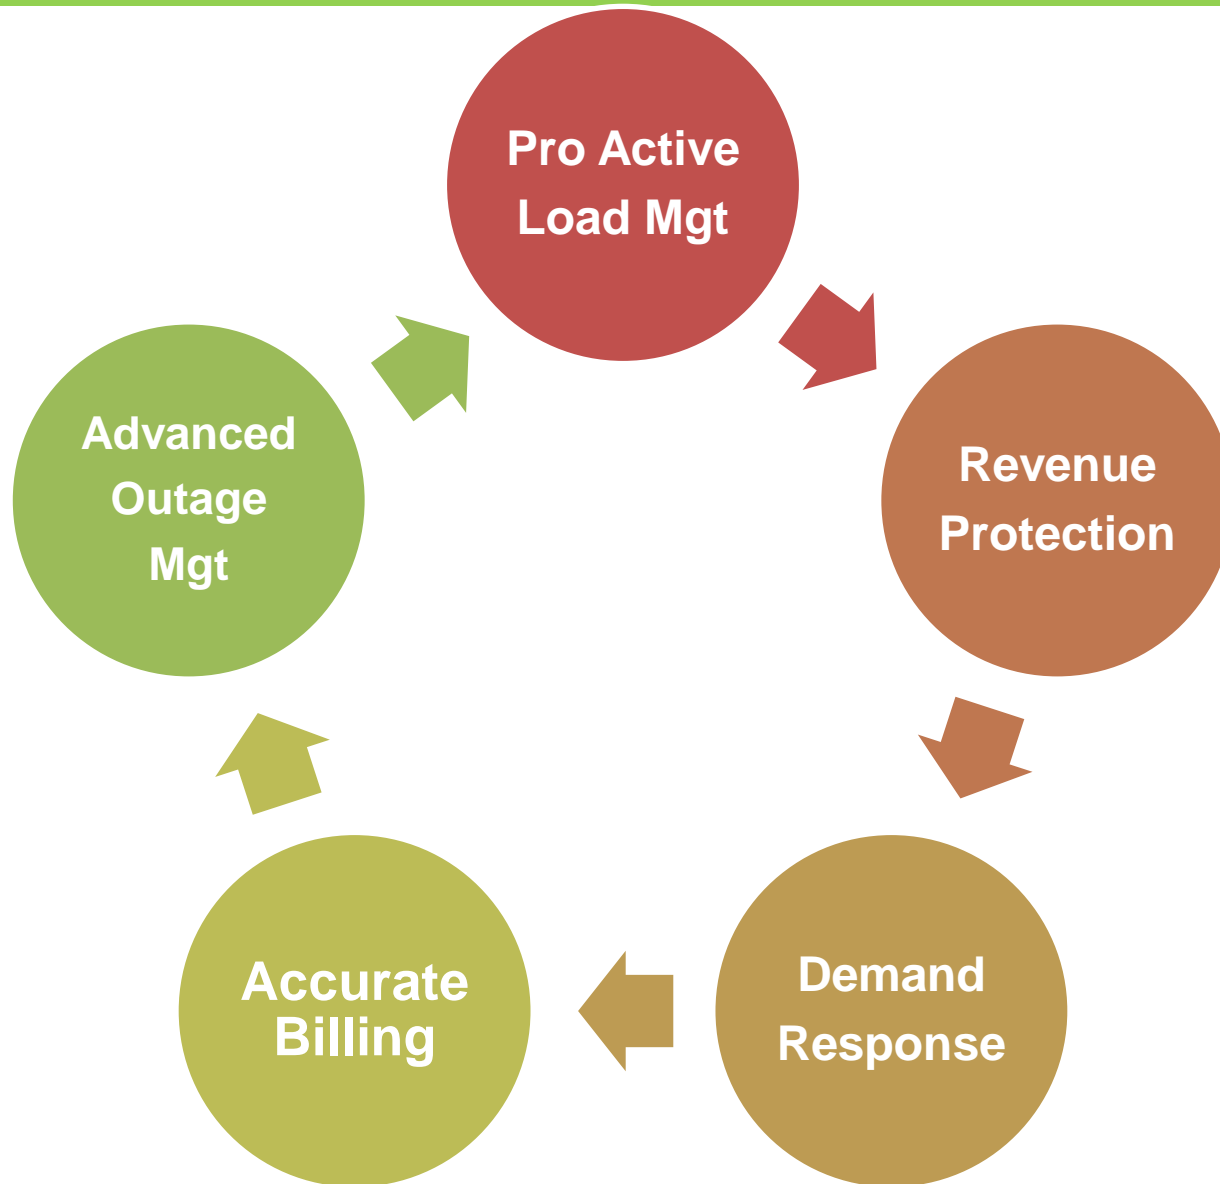 Pro Active
Load Mgt
Revenue
Protection
Demand
Response
Accurate
Billing
Advanced
Outage
Mgt